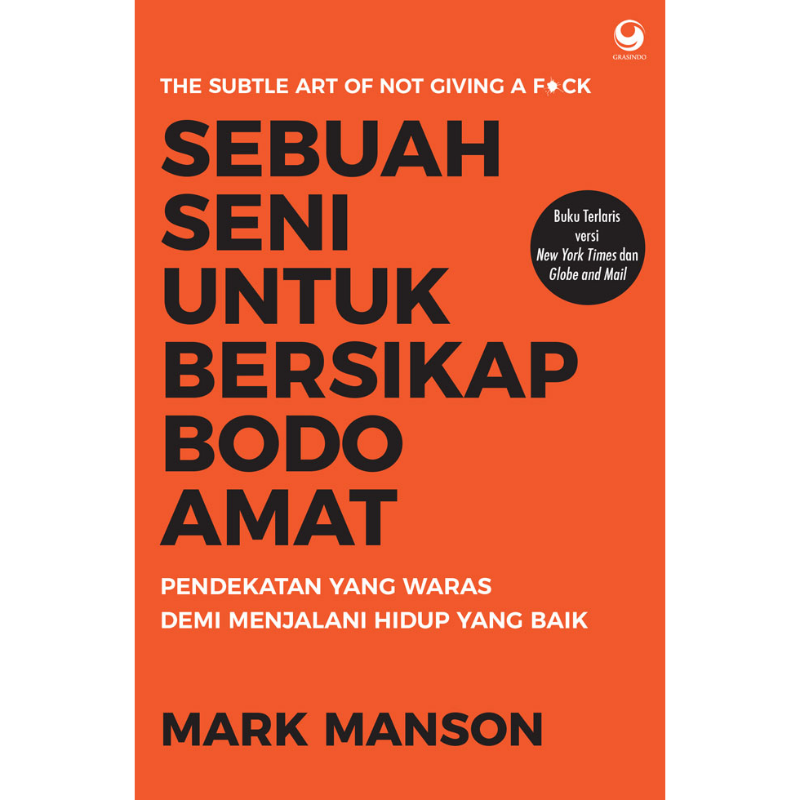 GRASINDO
THE SUBTLE ART OF NOT GIVING A F*CK
SEBUAH
SENI
UNTUK
BERSIKAP
BODO
AMAT
Buku Terlaris
versi
New York Times dan
Globe and Mail
PENDEKATAN YANG WARAS
DEMI MENJALANI HIDUP YANG BAIK
MARK MANSON